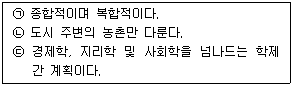 ㉠ 종합적이며 복합적이다.
㉡ 도시 주변의 농촌만 다룬다.
㉢ 경제학, 지리학 및 사회학을 넘나드는 학제
간 계획이다.